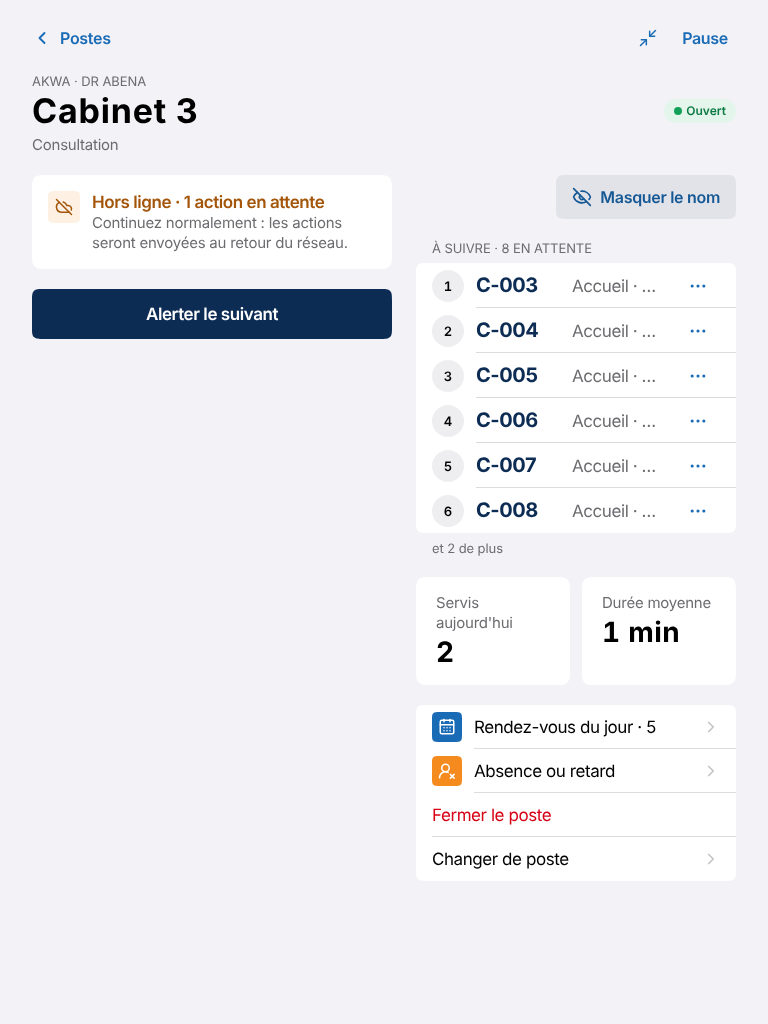 Postes
Pause
AKWA · DR ABENA
Cabinet 3
Ouvert
Consultation
Hors ligne · 1 action en attente
Continuez normalement : les actions
seront envoyées au retour du réseau.
Alerter le suivant
Masquer le nom
À SUIVRE · 8 EN ATTENTE
1 C-003 Accueil · ...
2 C-004 Accueil · ...
3 C-005 Accueil · ...
4 C-006 Accueil · ...
5 C-007 Accueil · ...
6 C-008 Accueil · ...
et 2 de plus
Servis
aujourd'hui
2
Durée moyenne
1 min
Rendez-vous du jour · 5
Absence ou retard
Fermer le poste
Changer de poste